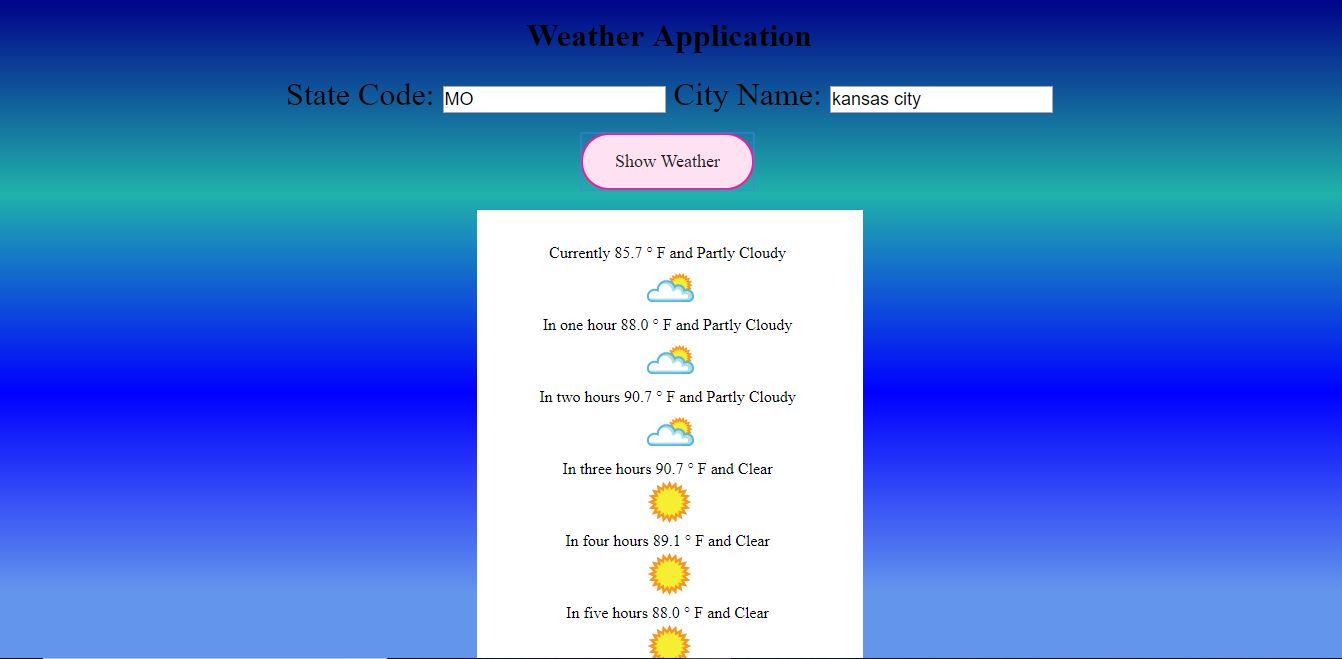 Weather Application
State Code: MO City Name: kansas city
Show Weather
Currently 85.7 ° F and Partly Cloudy
In one hour 88.0 ° F and Partly Cloudy
In two hours 90.7 ° F and Partly Cloudy
In three hours 90.7 ° F and Clear
In four hours 89.1 ° F and Clear
In five hours 88.0 ° F and Clear